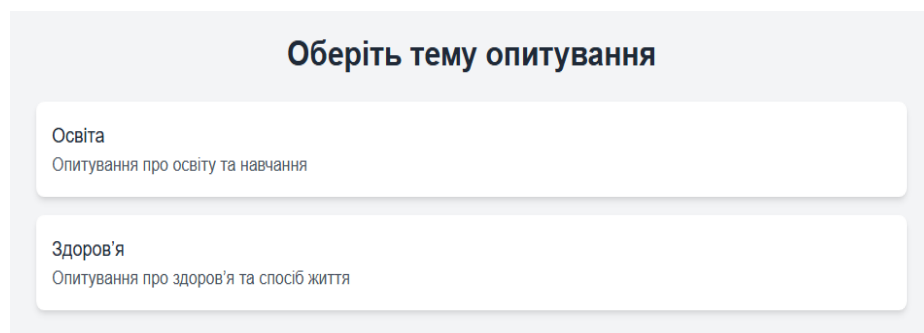 Оберіть тему опитування
Освіта
Опитування про освіту та навчання
Здоров’я
Опитування про здоров’я та спосіб життя